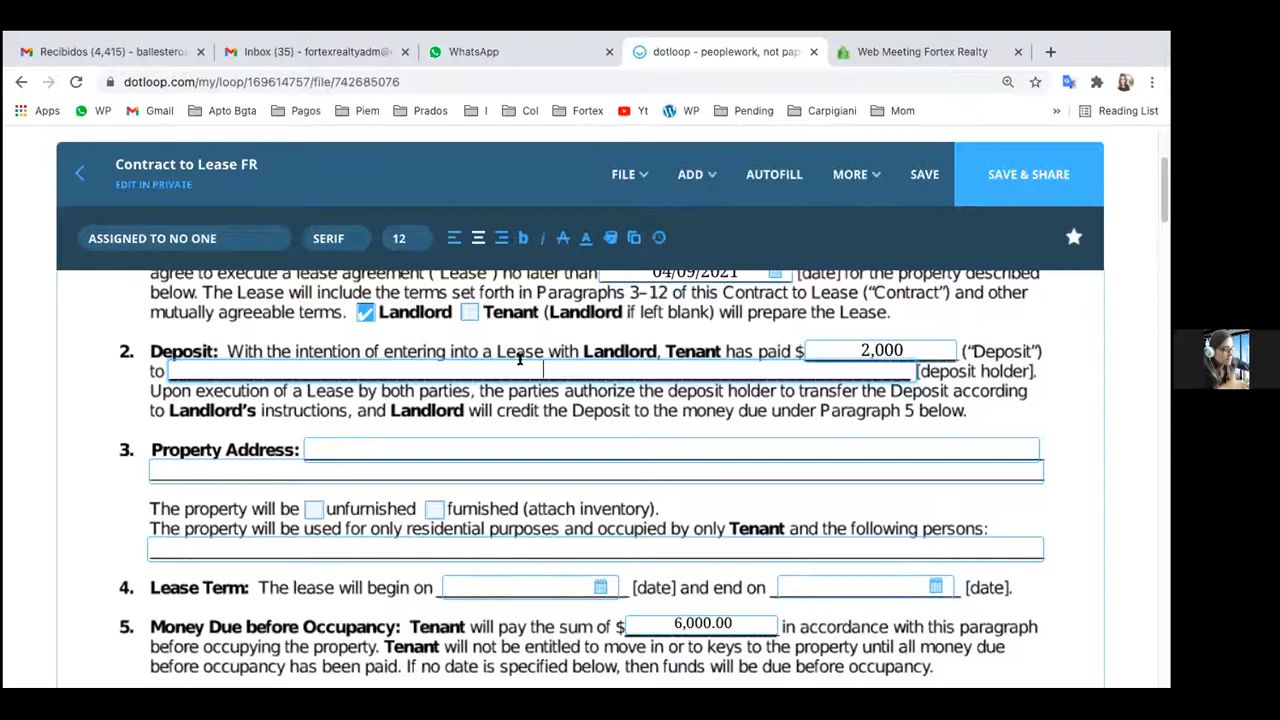 Recibidos (4,415) - ballestero
Inbox (35) - fortexrealtyadm@
WhatsApp
dotloop - peoplework, not pap
Web Meeting Fortex Realty
dotloop.com/my/loop/169614757/file/742685076
Apps WP Gmail Apto Bgta Pagos Piem Prados I Col Fortex Yt WP Pending Carpigiani Mom » Reading List
Contract to Lease FR
EDIT IN PRIVATE
FILE ADD AUTOFILL MORE SAVE SAVE & SHARE
ASSIGNED TO NO ONE SERIF 12 b
agree to execute a lease agreement ("Lease") no later than 04/09/2021 [date] for the property described
below. The Lease will include the terms set forth in Paragraphs 3–12 of this Contract to Lease (“Contract”) and other
mutually agreeable terms. Landlord Tenant (Landlord if left blank) will prepare the Lease.
2. Deposit: With the intention of entering into a Lease with Landlord, Tenant has paid $ 2,000 (“Deposit”)
to [deposit holder].
Upon execution of a Lease by both parties, the parties authorize the deposit holder to transfer the Deposit according
to Landlord’s instructions, and Landlord will credit the Deposit to the money due under Paragraph 5 below.
3. Property Address:
The property will be unfurnished furnished (attach inventory).
The property will be used for only residential purposes and occupied by only Tenant and the following persons:
4. Lease Term: The lease will begin on [date] and end on [date].
5. Money Due before Occupancy: Tenant will pay the sum of $ 6,000.00 in accordance with this paragraph
before occupying the property. Tenant will not be entitled to move in or to keys to the property until all money due
before occupancy has been paid. If no date is specified below, then funds will be due before occupancy.